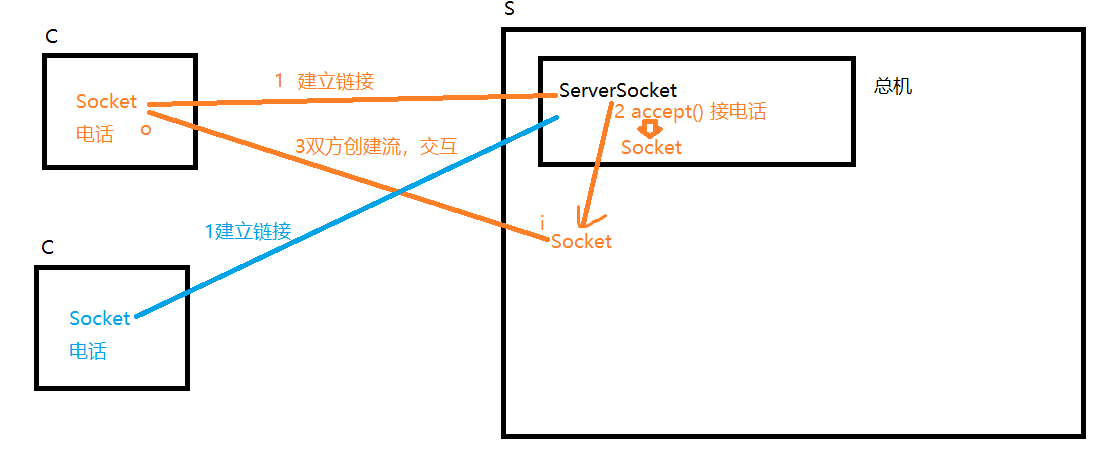 S
C
ServerSocket
总机
1 建立链接
Socket
电话 o
2 accept() 接电话
Socket
3双方创建流，交互
i
Socket
1建立链接
C
Socket
电话